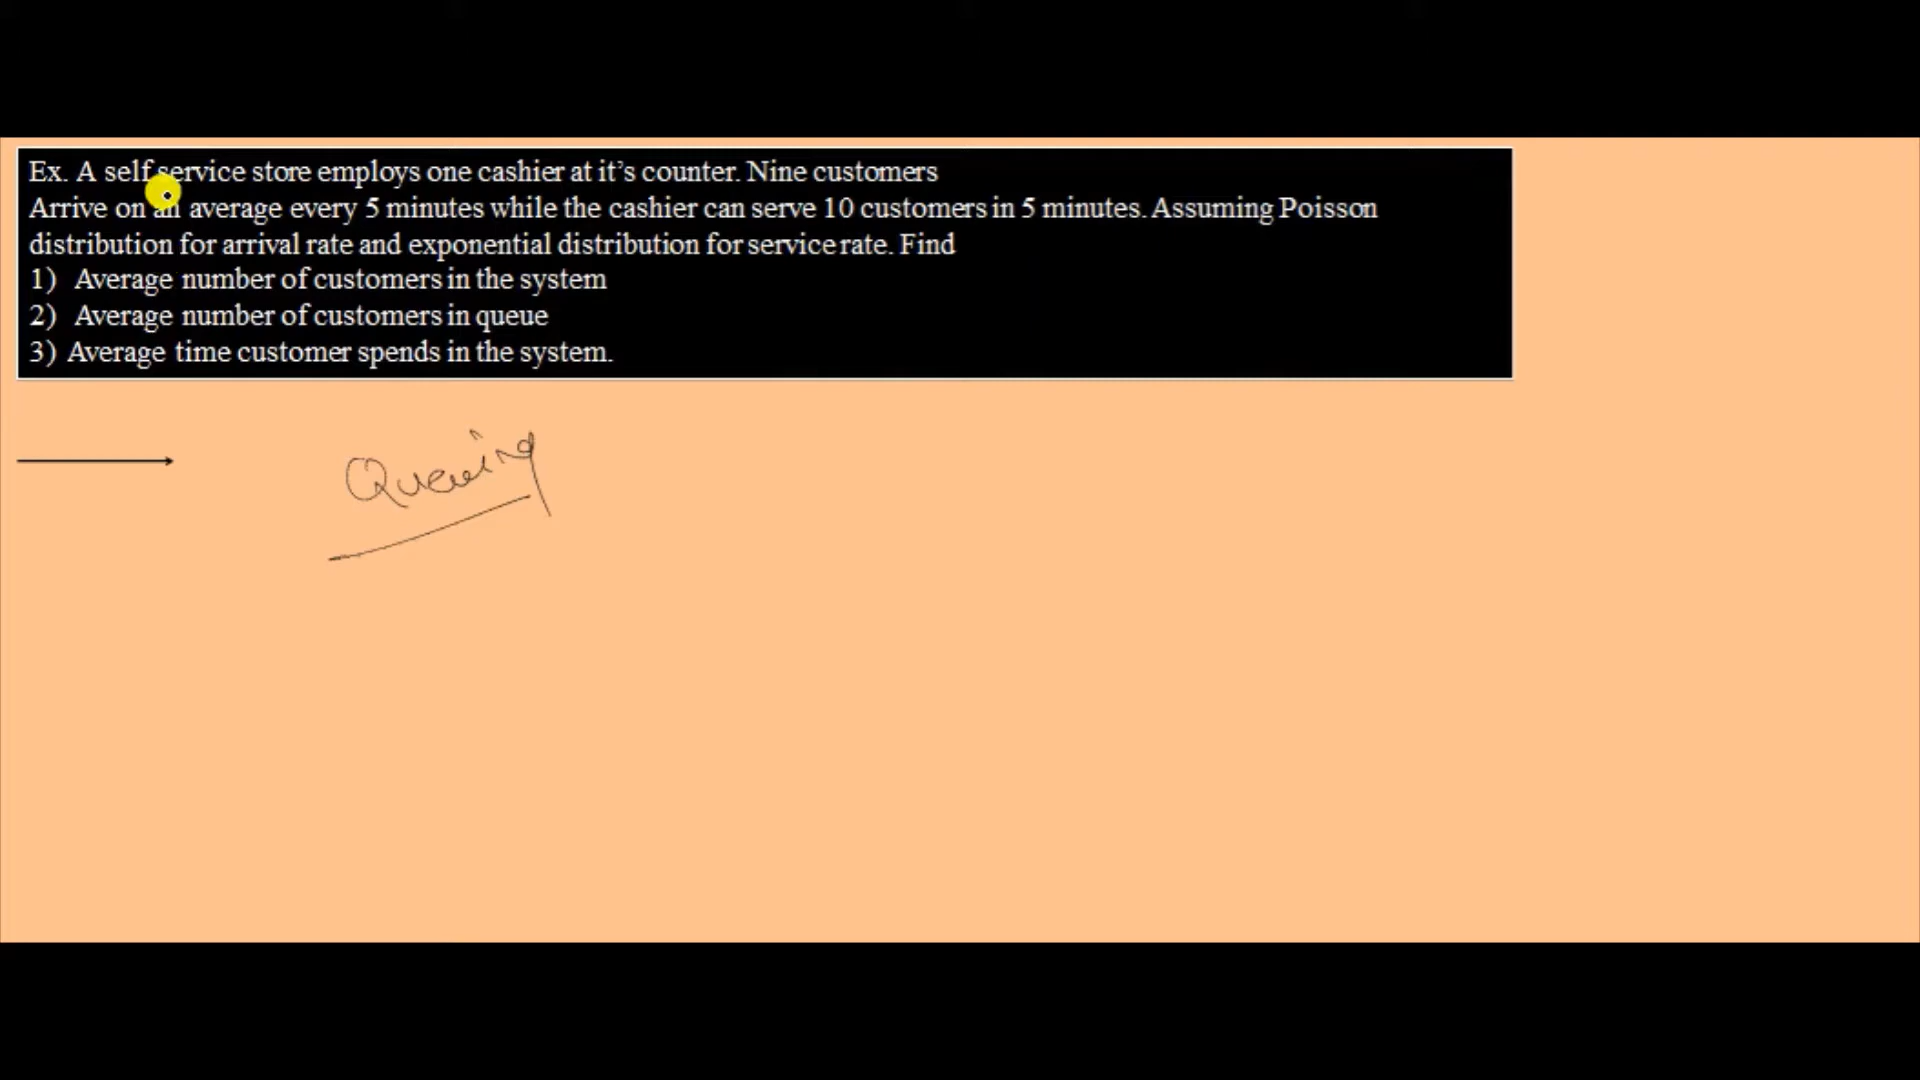 Ex. A self service store employs one cashier at it’s counter. Nine customers
Arrive on an average every 5 minutes while the cashier can serve 10 customers in 5 minutes. Assuming Poisson
distribution for arrival rate and exponential distribution for service rate. Find
1) Average number of customers in the system
2) Average number of customers in queue
3) Average time customer spends in the system.
Queuing